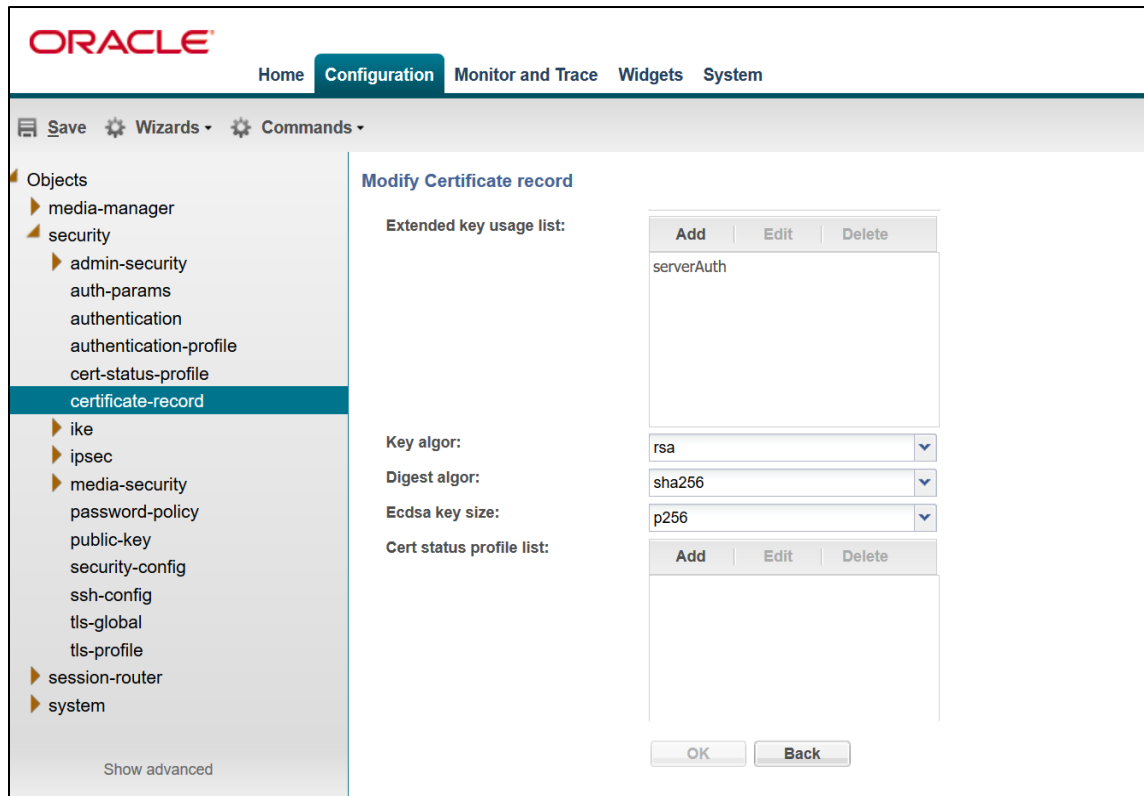 ORACLE
Home Configuration Monitor and Trace Widgets System
Save Wizards Commands
Objects
media-manager
security
admin-security
auth-params
authentication
authentication-profile
cert-status-profile
certificate-record
ike
ipsec
media-security
password-policy
public-key
security-config
ssh-config
tls-global
tls-profile
session-router
system
Show advanced
Modify Certificate record
Extended key usage list:
Add Edit Delete
serverAuth
Key algor: rsa
Digest algor: sha256
Ecdsa key size: p256
Cert status profile list:
Add Edit Delete
OK Back